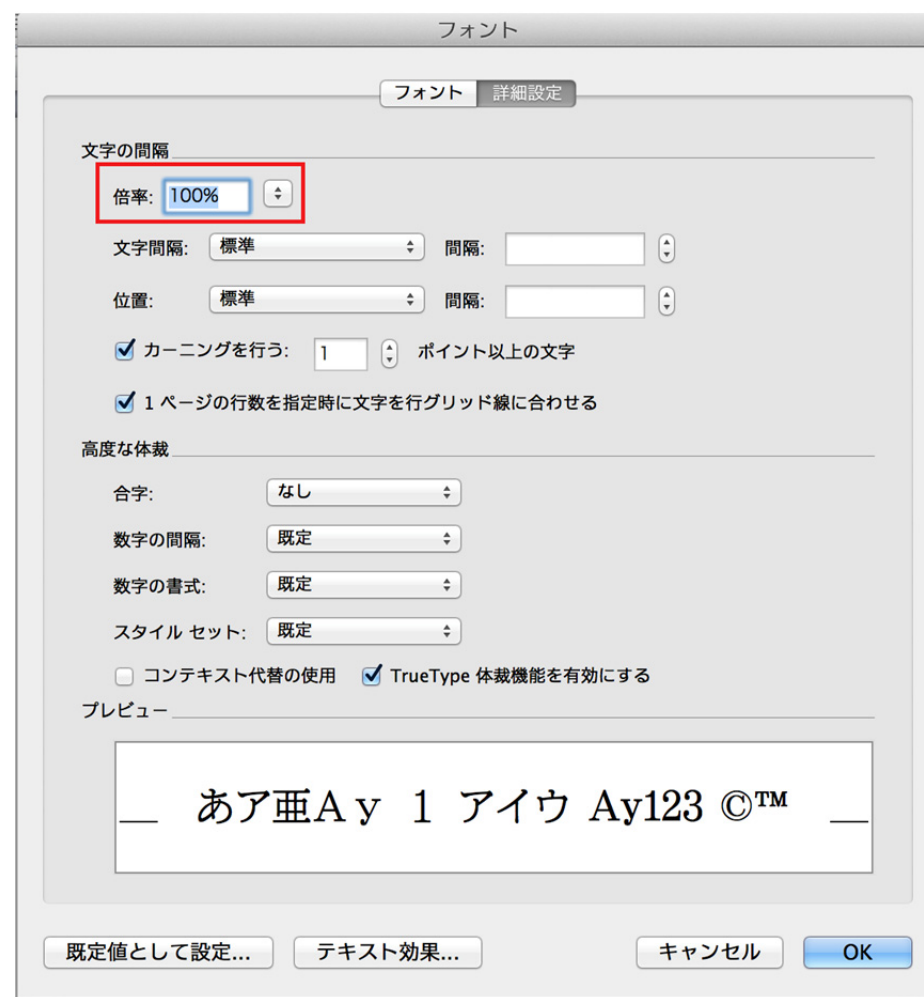 フォント
フォント 詳細設定
文字の間隔
倍率: 100%
文字間隔: 標準 間隔:
位置: 標準 間隔:
カーニングを行う: 1 ポイント以上の文字
1 ページの行数を指定時に文字を行グリッド線に合わせる
高度な体裁
合字: なし
数字の間隔: 既定
数字の書式: 既定
スタイル セット: 既定
コンテキスト代替の使用 TrueType 体裁機能を有効にする
プレビュー
あア亜Ａｙ １ アイウ Ay123 ©™
既定値として設定... テキスト効果... キャンセル OK